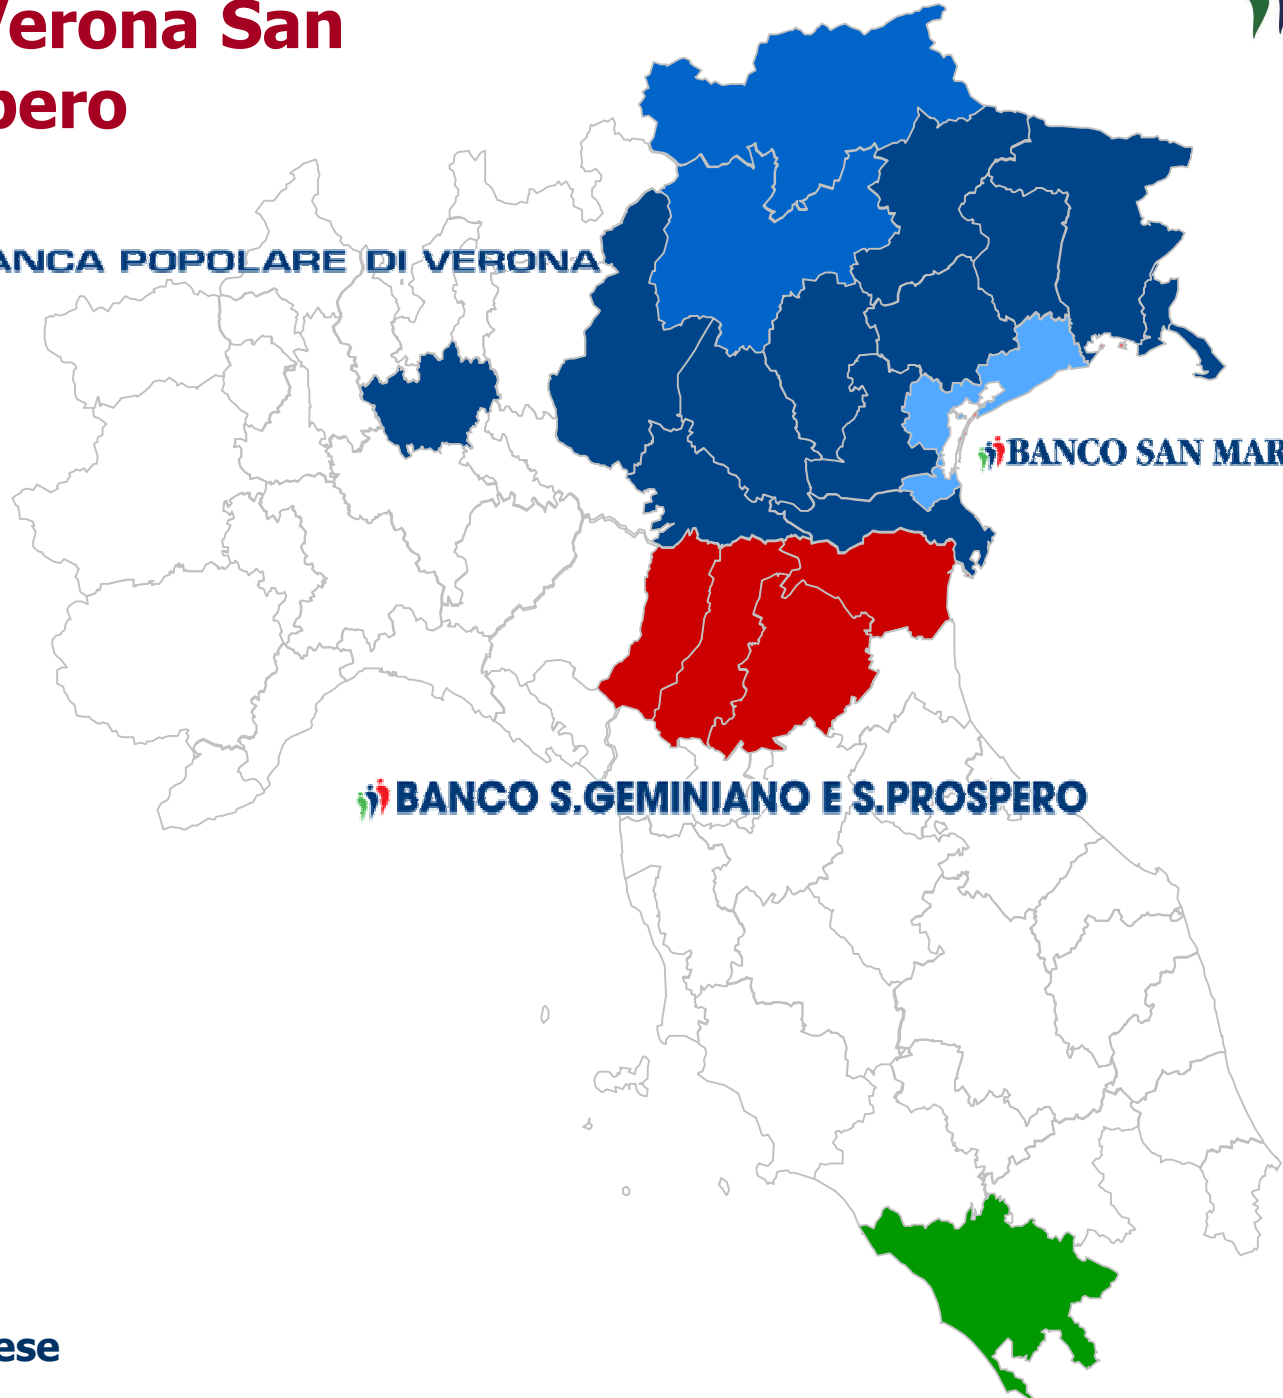 Verona San
pero
ANCA POPOLARE DI VERONA
BANCO SAN MAR
BANCO S.GEMINIANO E S.PROSPERO
ese